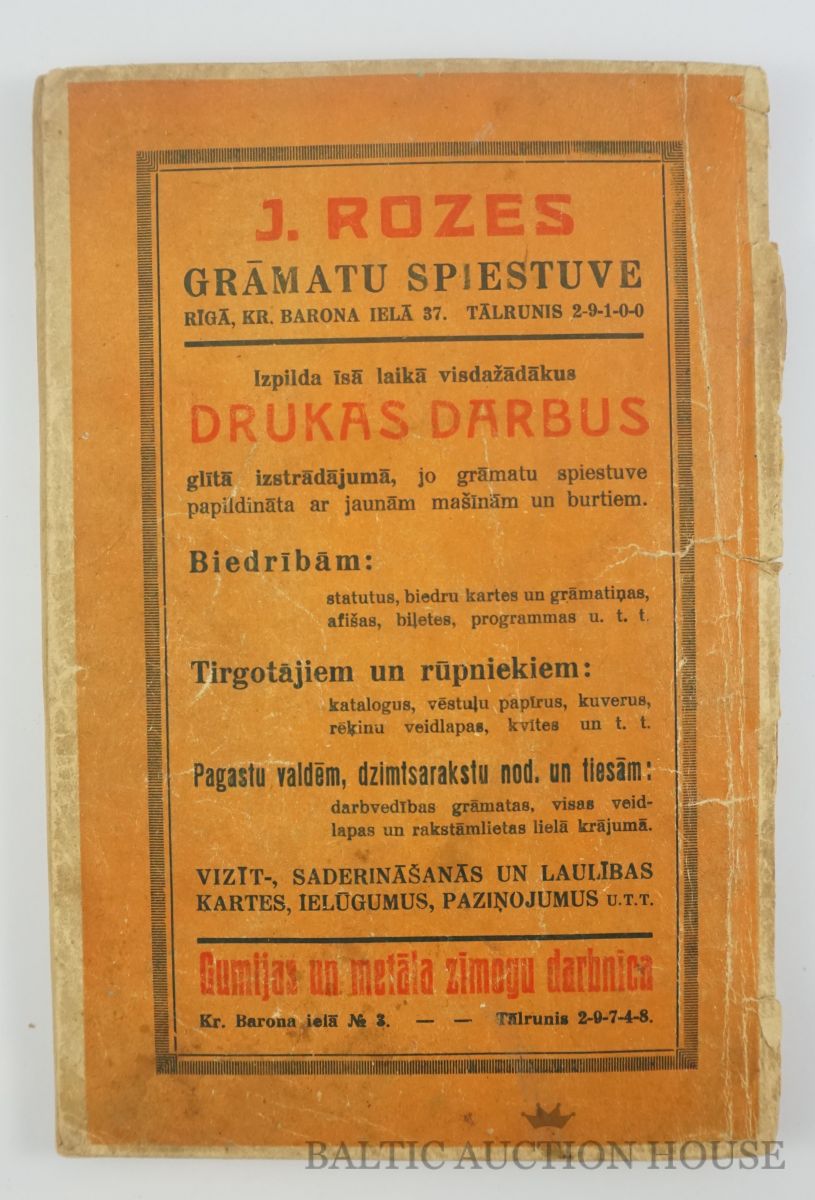 J. ROZES
GRĀMATU SPIESTUVE
RĪGĀ, KR. BARONA IELĀ 37. TĀLRUNIS 2-9-1-0-0
Izpilda īsā laikā visdažādākus
DRUKAS DARBUS
glītā izstrādājumā, jo grāmatu spiestuve
papildināta ar jaunām mašīnām un burtiem.
Biedrībām:
statutus, biedru kartes un grāmatiņas,
afišas, biļetes, programmas u. t. t.
Tirgotājiem un rūpniekiem:
katalogus, vēstuļu papīrus, kuverus,
rēķinu veidlapas, kvītes un t. t.
Pagastu valdēm, dzimtsarakstu nod. un tiesām:
darbvedības grāmatas, visas veid-
lapas un rakstāmlietas lielā krājumā.
VIZĪT-, SADERINĀŠANĀS UN LAULĪBAS
KARTES, IELŪGUMUS, PAZIŅOJUMUS U.T.T.
Gumijas un metāla zīmogu darbnīca
Kr. Barona ielā № 3. — — Tālrunis 2-9-7-4-8.
BALTIC AUCTION HOUSE